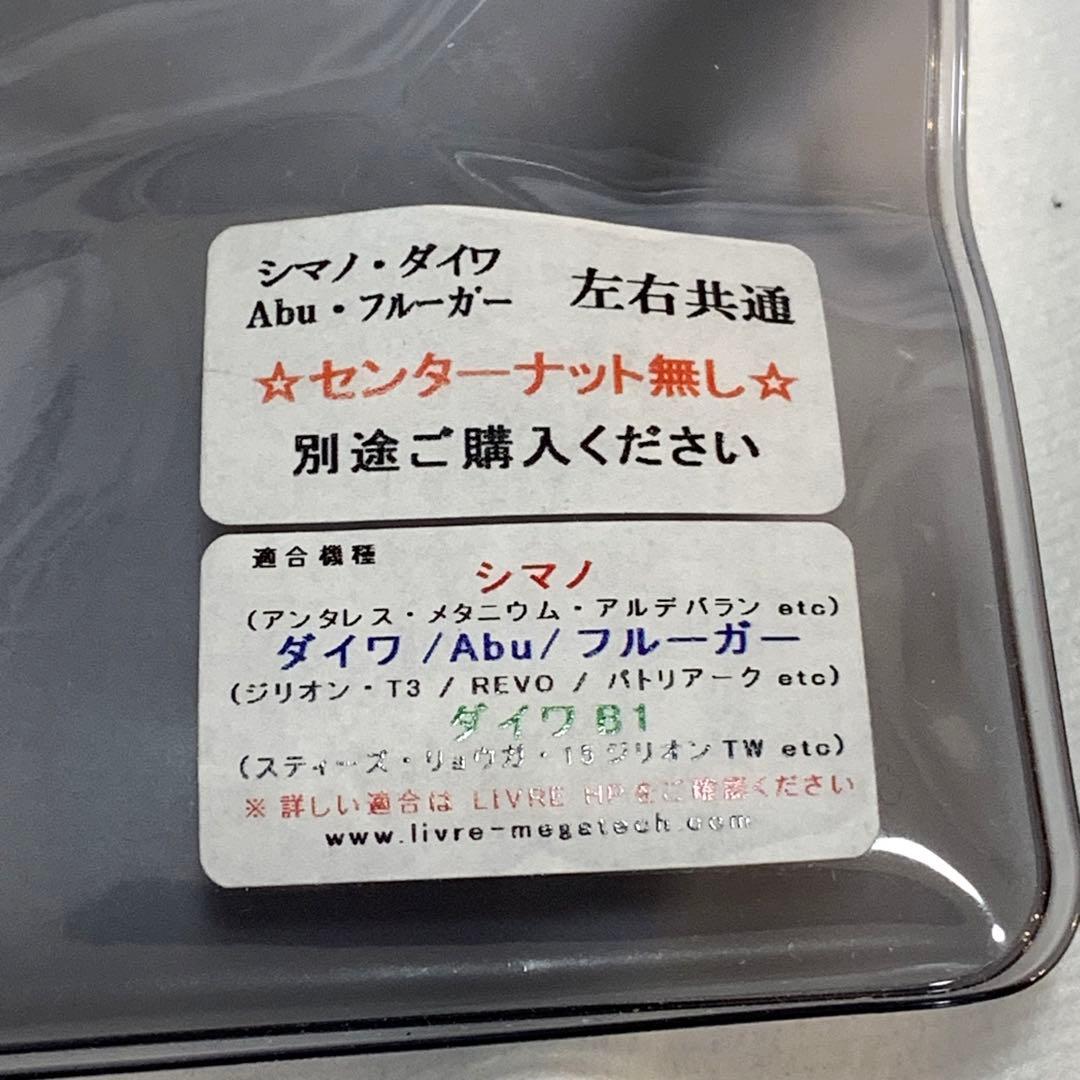 シマノ・ダイワ
Abu・フルーガー
左右共通
☆センターナット無し☆
別途ご購入ください
適合機種
シマノ
(アンタレス・メタニウム・アルデバラン etc)
ダイワ /Abu/ フルーガー
(ジリオン・T3 / REVO / パトリアーク etc)
ダイワ B1
(スティーズ・リョウガ・15ジリオンTW etc)
※詳しい適合は LIVRE HPをご確認ください
www.livre-megatech.com